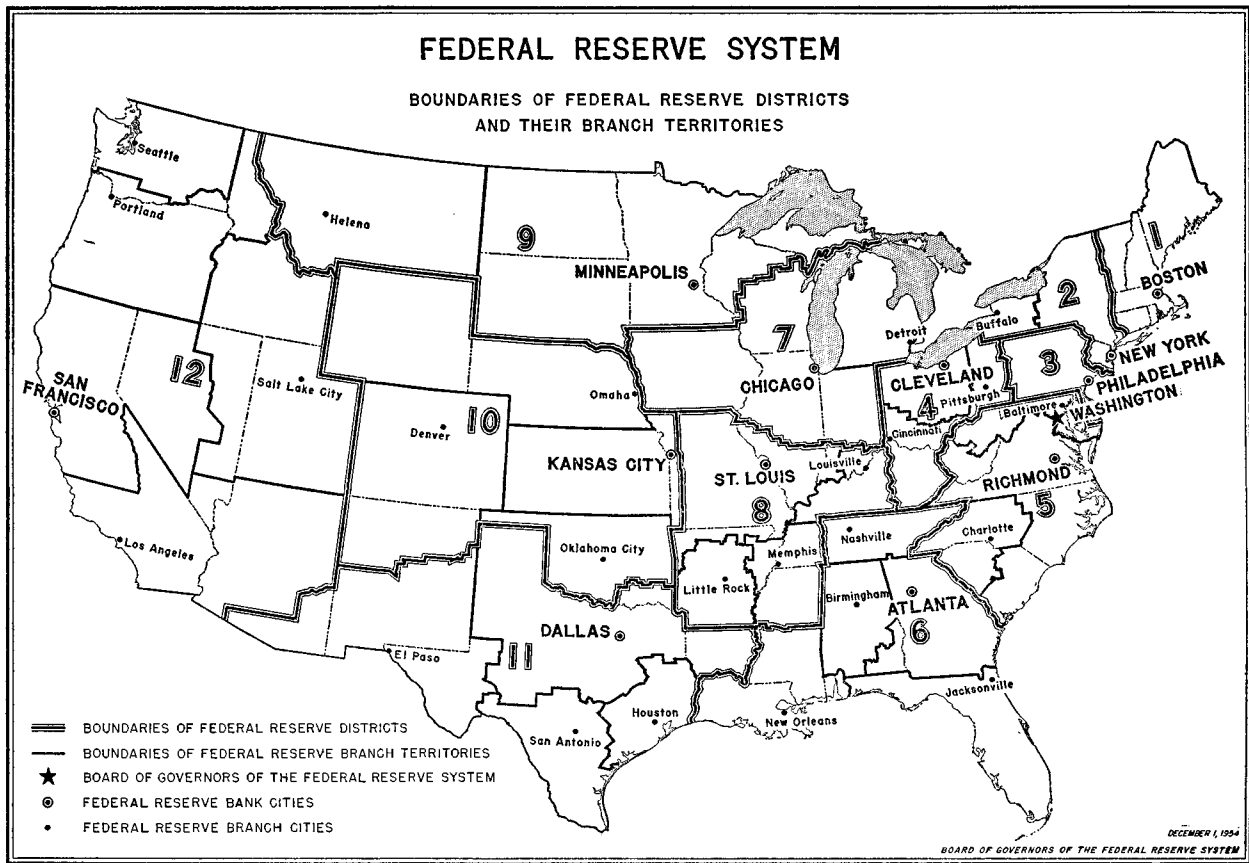 FEDERAL RESERVE SYSTEM
BOUNDARIES OF FEDERAL RESERVE DISTRICTS
AND THEIR BRANCH TERRITORIES
Seattle
Portland
Helena
9
MINNEAPOLIS
1
BOSTON
2
Buffalo
Detroit
7
CHICAGO
NEW YORK
3
PHILADELPHIA
CLEVELAND
4
Pittsburgh
Baltimore
WASHINGTON
Cincinnati
12
SAN
FRANCISCO
Salt Lake City
Omaha
10
Denver
KANSAS CITY
ST. LOUIS
8
Louisville
RICHMOND
5
Los Angeles
Oklahoma City
Memphis
Nashville
Charlotte
Little Rock
Birmingham
ATLANTA
6
DALLAS
11
El Paso
Jacksonville
Houston
New Orleans
San Antonio
BOUNDARIES OF FEDERAL RESERVE DISTRICTS
BOUNDARIES OF FEDERAL RESERVE BRANCH TERRITORIES
BOARD OF GOVERNORS OF THE FEDERAL RESERVE SYSTEM
FEDERAL RESERVE BANK CITIES
FEDERAL RESERVE BRANCH CITIES
DECEMBER 1, 1954
BOARD OF GOVERNORS OF THE FEDERAL RESERVE SYSTEM